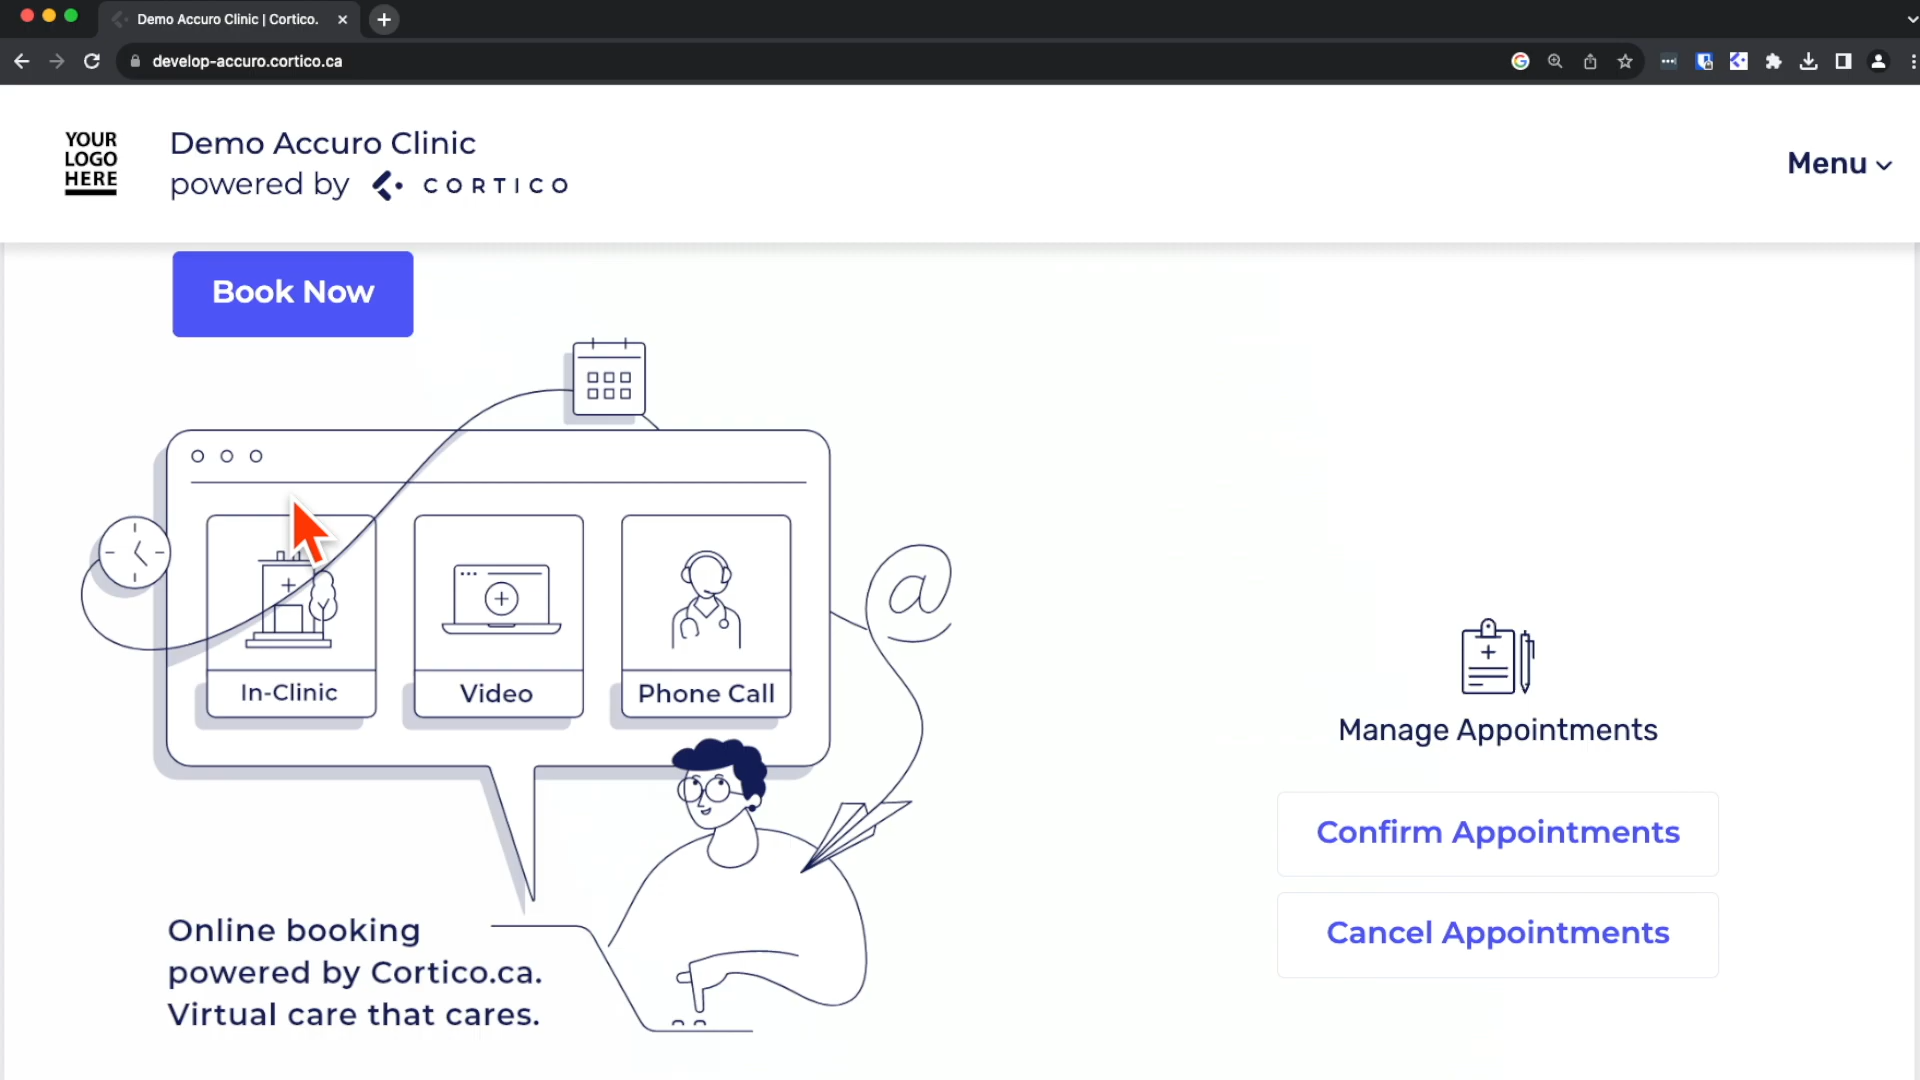 Demo Accuro Clinic | Cortico.
develop-accuro.cortico.ca
YOUR
LOGO
HERE
Demo Accuro Clinic
powered by CORTICO
Menu
Book Now
In-Clinic
Video
Phone Call
@
Manage Appointments
Confirm Appointments
Cancel Appointments
Online booking
powered by Cortico.ca.
Virtual care that cares.